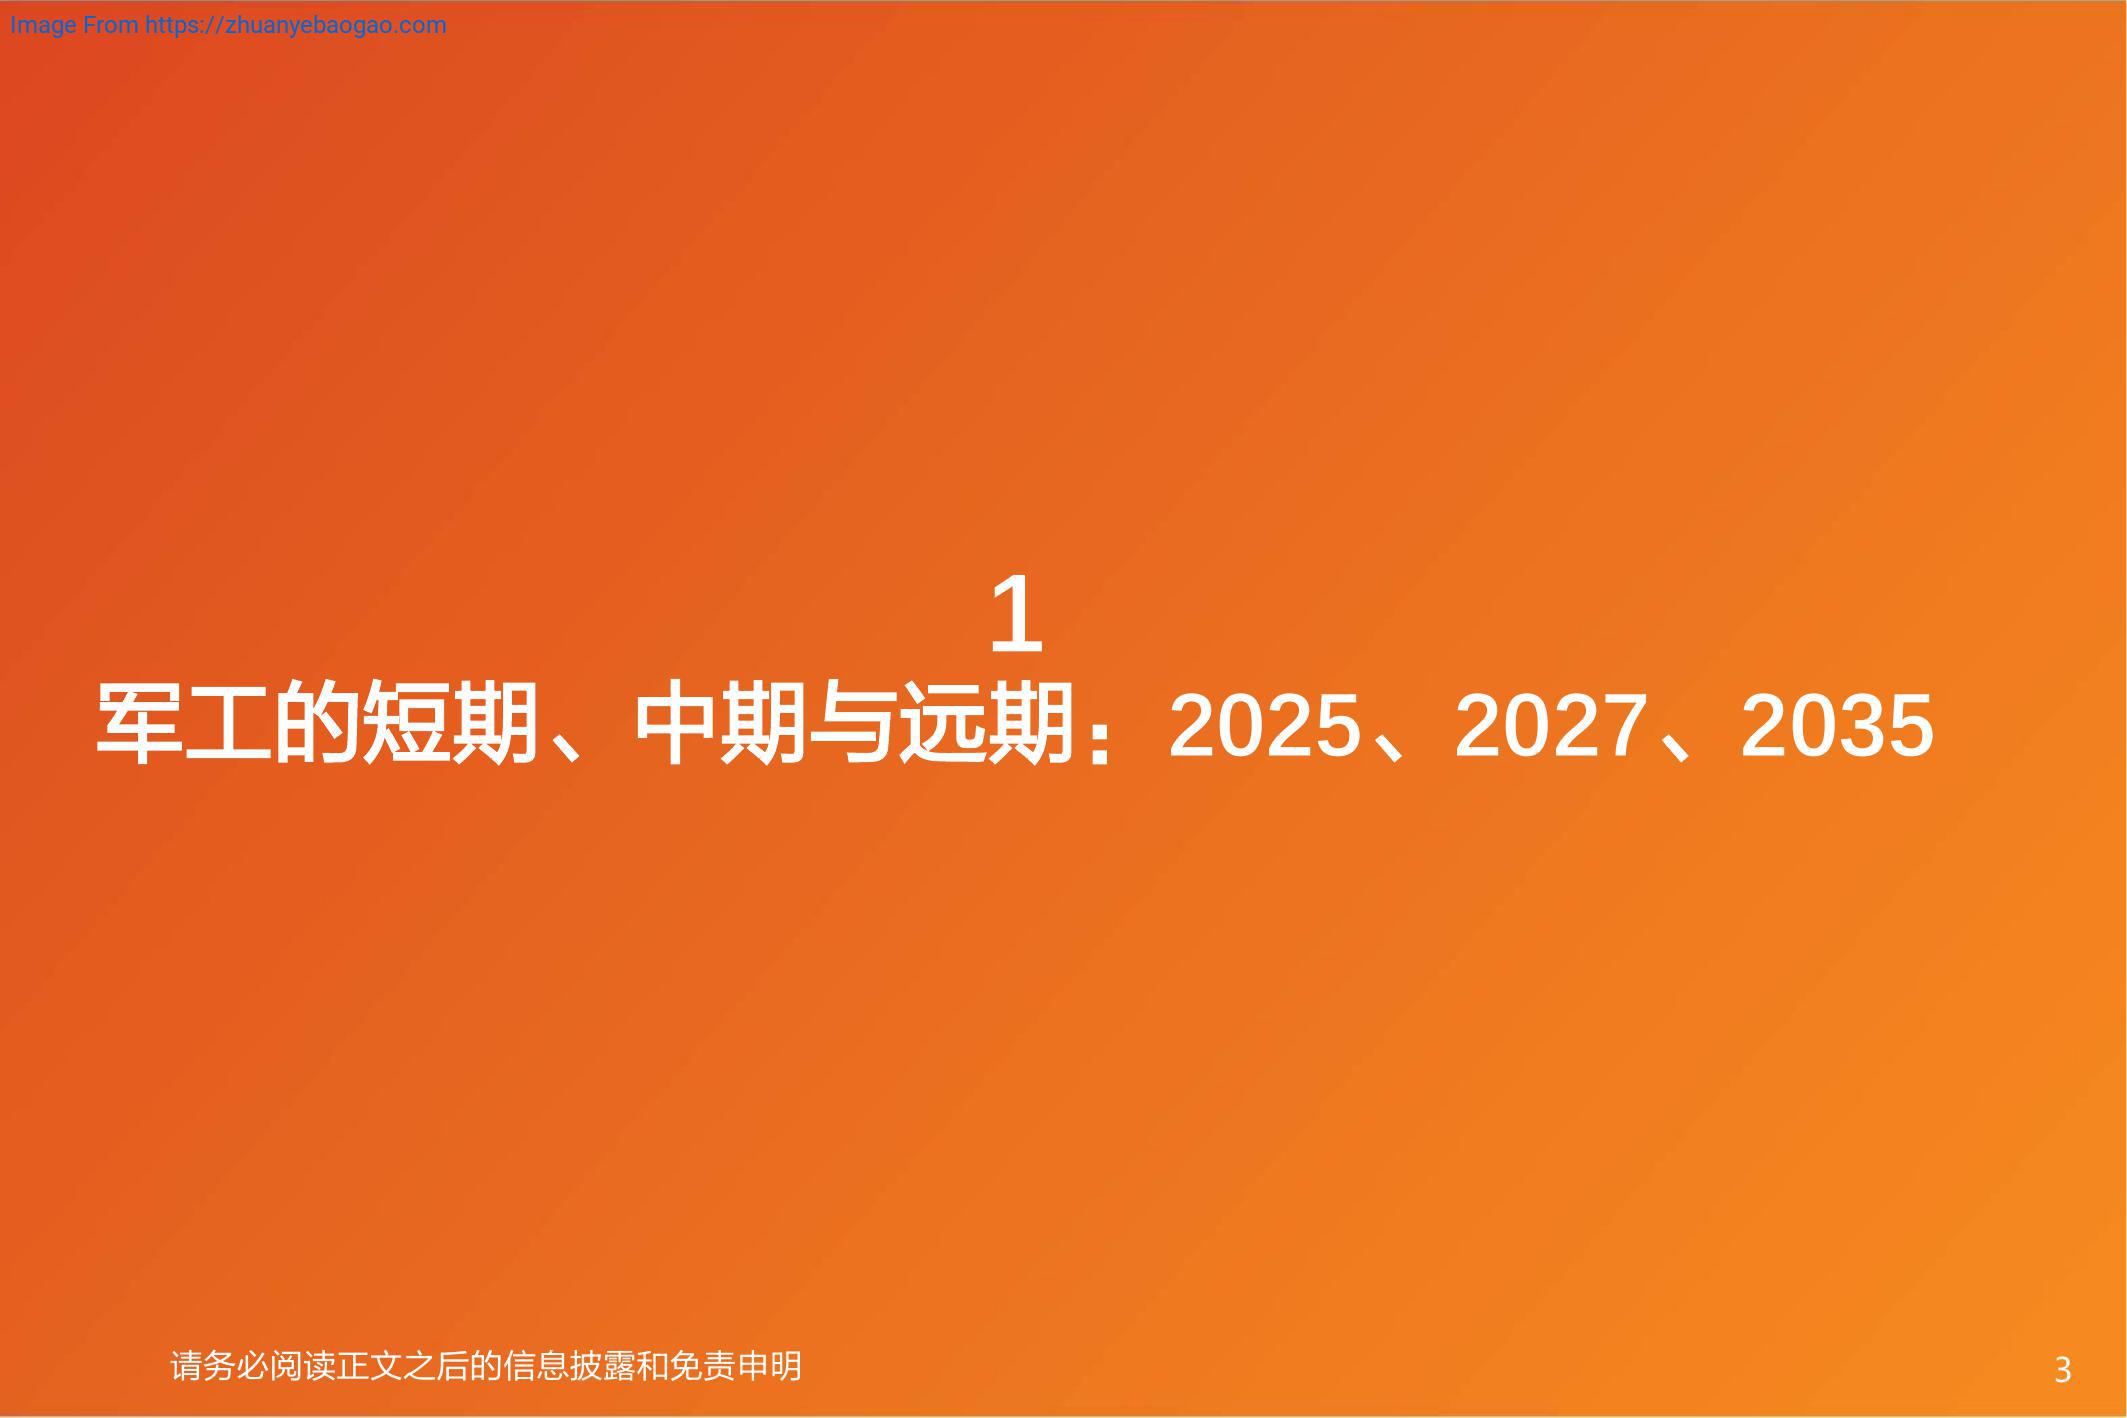 Image From https://zhuanyebaogao.com
1
军工的短期、中期与远期：2025、2027、2035
请务必阅读正文之后的信息披露和免责申明
3